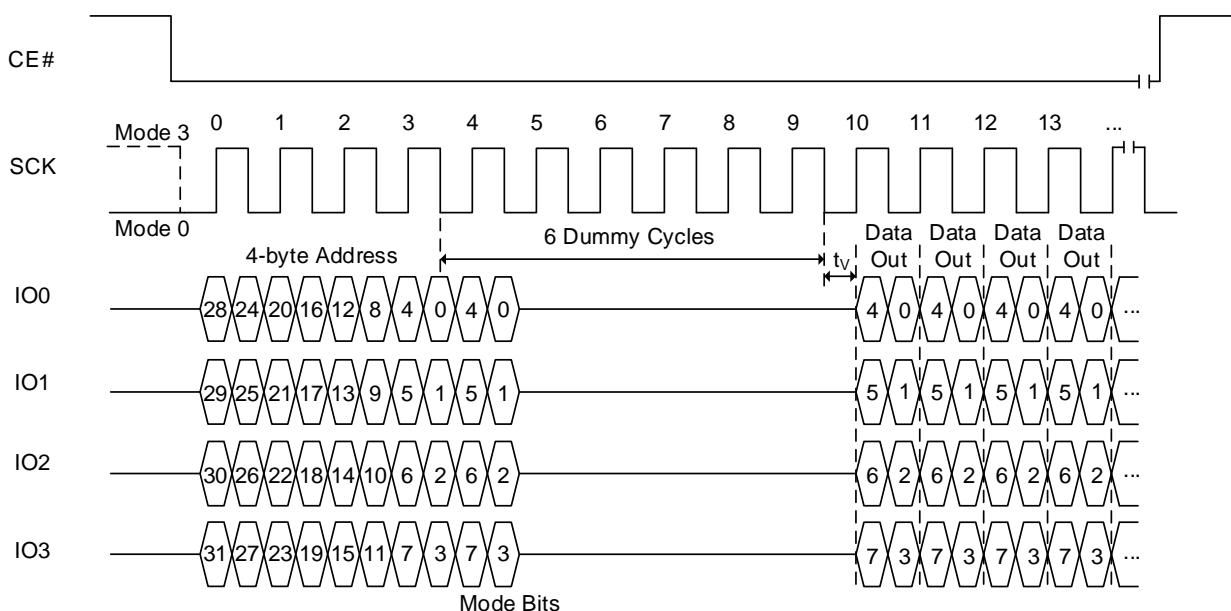 CE#
Mode 3 0 1 2 3 4 5 6 7 8 9 10 11 12 13 ...
SCK
Mode 0
6 Dummy Cycles
4-byte Address
tV
Data Out Data Out Data Out Data Out
IO0 28 24 20 16 12 8 4 0 4 0 4 0 4 0 4 0 4 0 ...
IO1 29 25 21 17 13 9 5 1 5 1 5 1 5 1 5 1 5 1 ...
IO2 30 26 22 18 14 10 6 2 6 2 6 2 6 2 6 2 6 2 ...
IO3 31 27 23 19 15 11 7 3 7 3 7 3 7 3 7 3 7 3 ...
Mode Bits